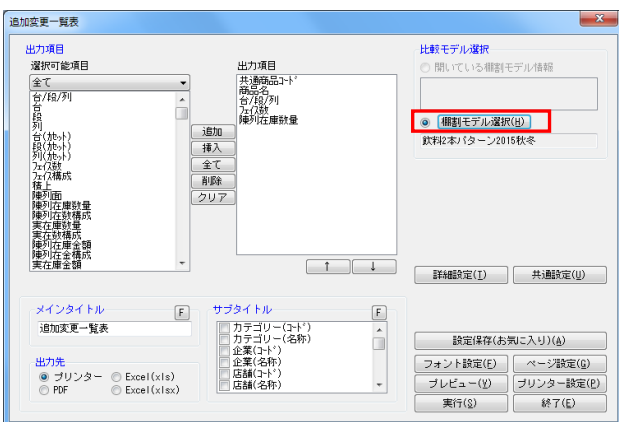 追加変更一覧表
出力項目
選択可能項目
全て
台/段/列
台
段
列
台(カセット)
段(カセット)
列(カセット)
フェイス数
フェイス構成
積上
陳列面
陳列在庫数量
陳列在数構成
実在庫数量
実在数構成
陳列在庫金額
陳列在金構成
実在庫金額
追加
挿入
全て
削除
クリア
出力項目
共通商品コード
商品名
台/段/列
フェイス数
陳列在庫数量
↑
↓
比較モデル選択
開いている棚割モデル情報
棚割モデル選択(H)
飲料2本パターン2015秋冬
詳細設定(I)
共通設定(U)
メインタイトル
F
追加変更一覧表
出力先
プリンター
Excel(xls)
PDF
Excel(xlsx)
サブタイトル
F
カテゴリー(コード)
カテゴリー(名称)
企業(コード)
企業(名称)
店舗(コード)
店舗(名称)
設定保存(お気に入り)(A)
フォント設定(F)
ページ設定(G)
プレビュー(V)
プリンター設定(P)
実行(S)
終了(E)